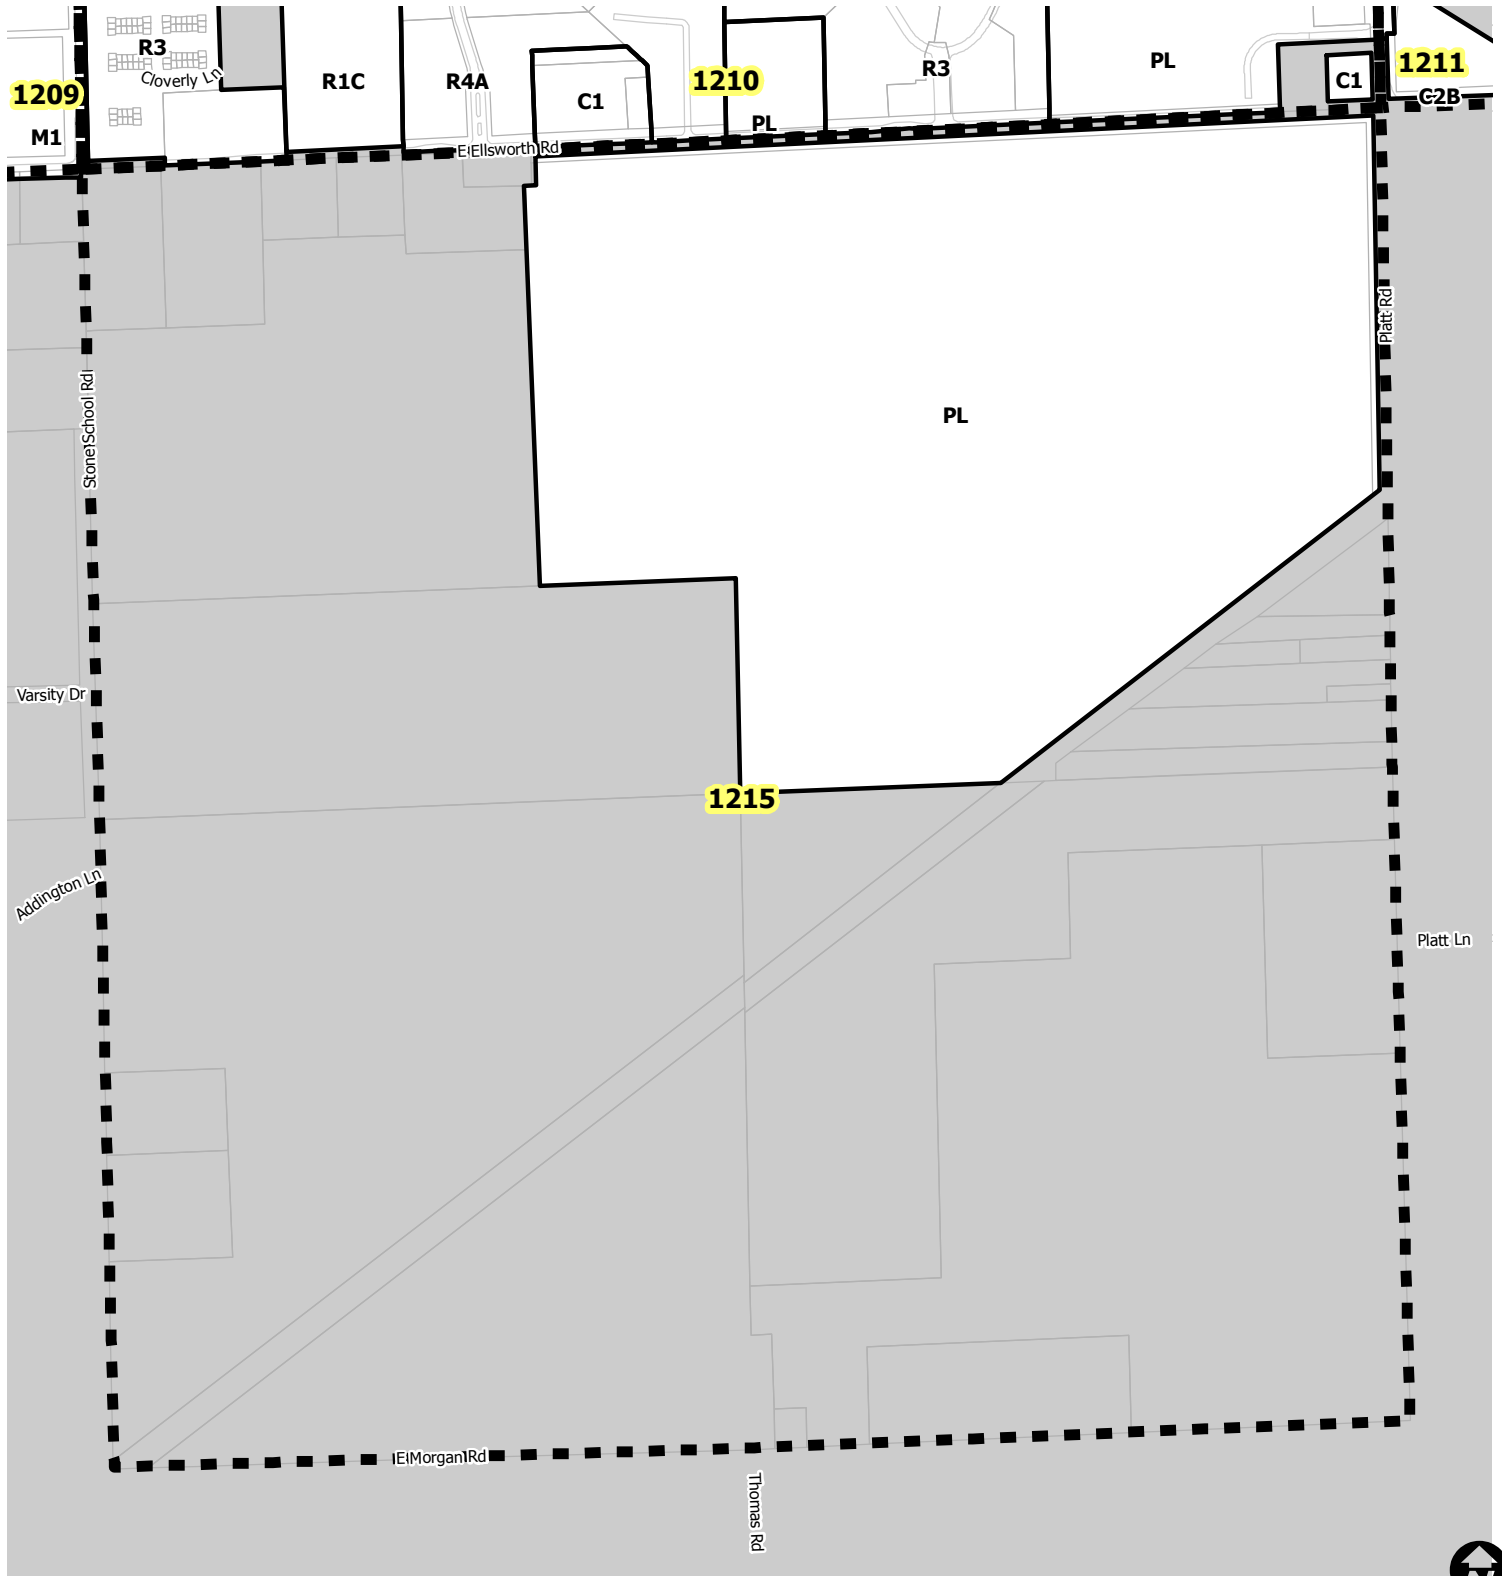 R3
Cloverly Ln
1209
M1
R1C
R4A
C1
1210
PL
R3
PL
C1
1211
C2B
E Ellsworth Rd
Platt Rd
Stone School Rd
PL
Varsity Dr
1215
Addington Ln
Platt Ln
E Morgan Rd
Thomas Rd